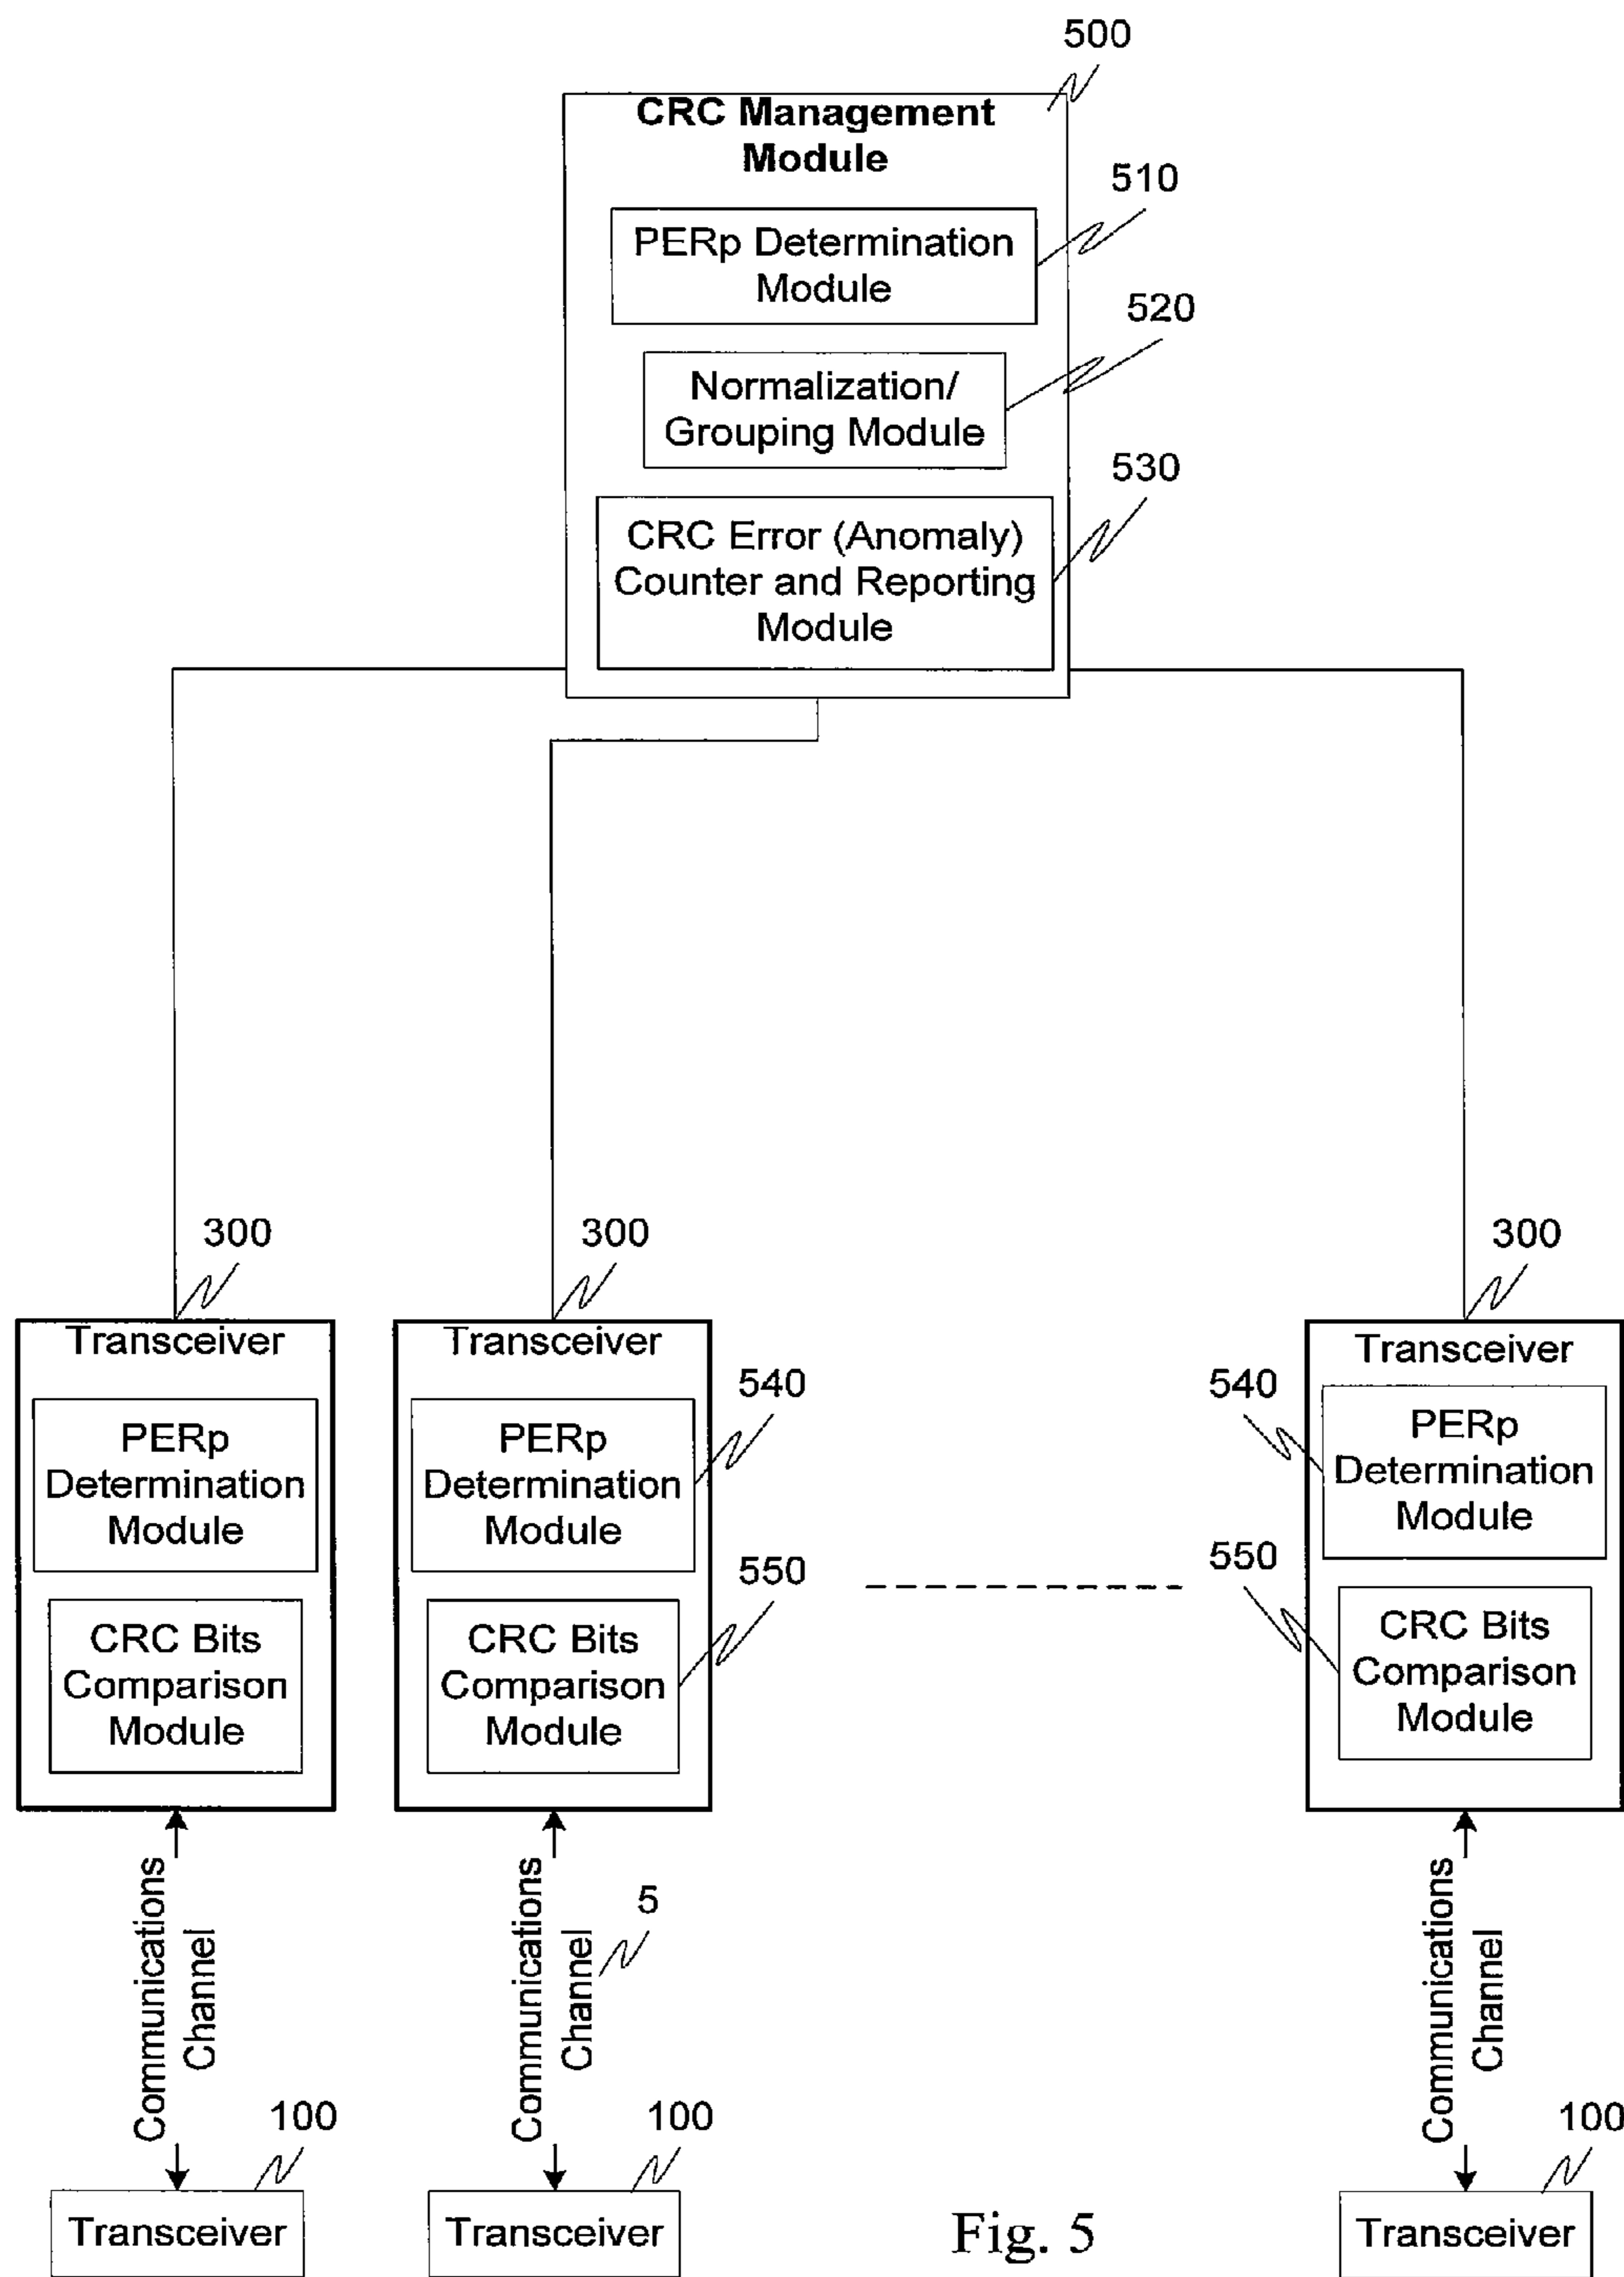 500
CRC Management
Module
510
PERp Determination
Module
520
Normalization/
Grouping Module
530
CRC Error (Anomaly)
Counter and Reporting
Module
300
300
300
Transceiver
PERp
Determination
Module
CRC Bits
Comparison
Module
Transceiver
540
PERp
Determination
Module
550
CRC Bits
Comparison
Module
Transceiver
540
PERp
Determination
Module
550
CRC Bits
Comparison
Module
Communications
Channel
Communications
Channel
5
Communications
Channel
100
Transceiver
100
Transceiver
100
Transceiver
Fig. 5